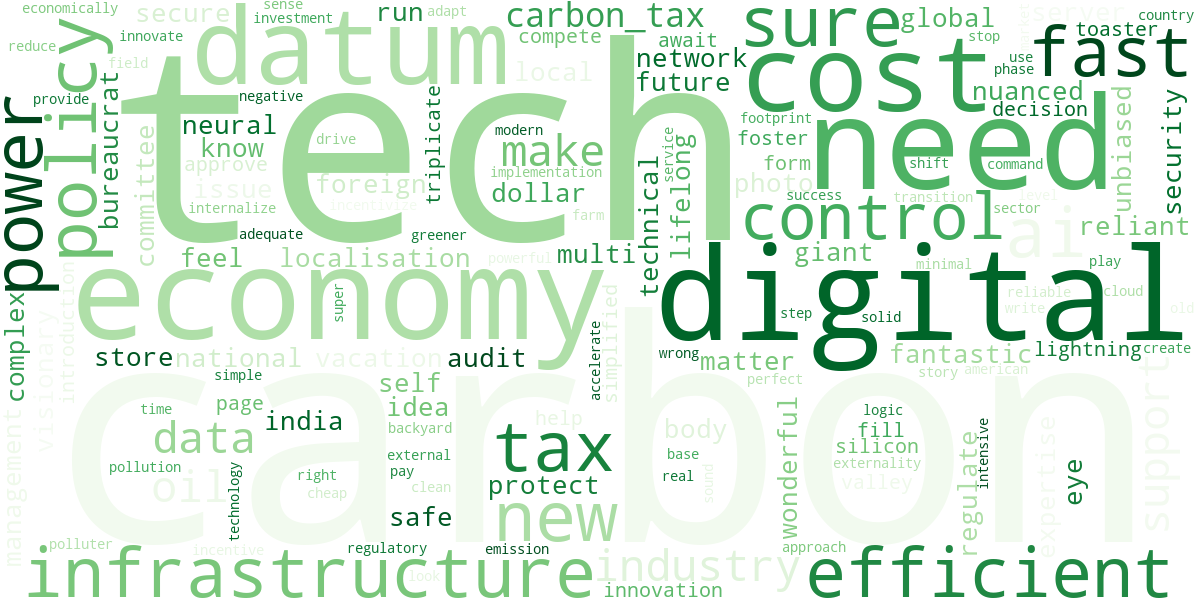 economically
sense
investment
run
adapt
carbon_tax
sure
global
server
market
country
secure
reduce
innovate
datum
compete
await
stop
toaster
fast
policy
field
local
network
future
cost
use
phase
nuanced
decision
power
provide
bureaucrat
negative
tech
triplicate
modern
make
footprint
foster
need
unbiased
security
neural
know
drive
approve
committee
issue
foreign
implementation
dollar
service
form
shift
command
photo
success
transition
level
internalize
incentivize
farm
technical
lifelong
control
sector
ai
reliant
adequate
greener
feel
localisation
powerful
multi
giant
minimal
play
economy
super
digital
reliable
cloud
write
old
complex
introduction
visionary
step
solid
simplified
accelerate
store
national
vacation
audit
wrong
matter
fantastic
lightning
create
simple
self
perfect
story
american
carbon
time
page
india
idea
backyard
help
body
wonderful
logic
fill
silicon
externality
valley
support
management
data
tax
base
real
sound
regulate
intensive
expertise
eye
pollution
oil
technology
right
cheap
external
pay
clean
protect
safe
new
polluter
incentive
regulatory
emission
approach
infrastructure
look
industry
innovation
efficient